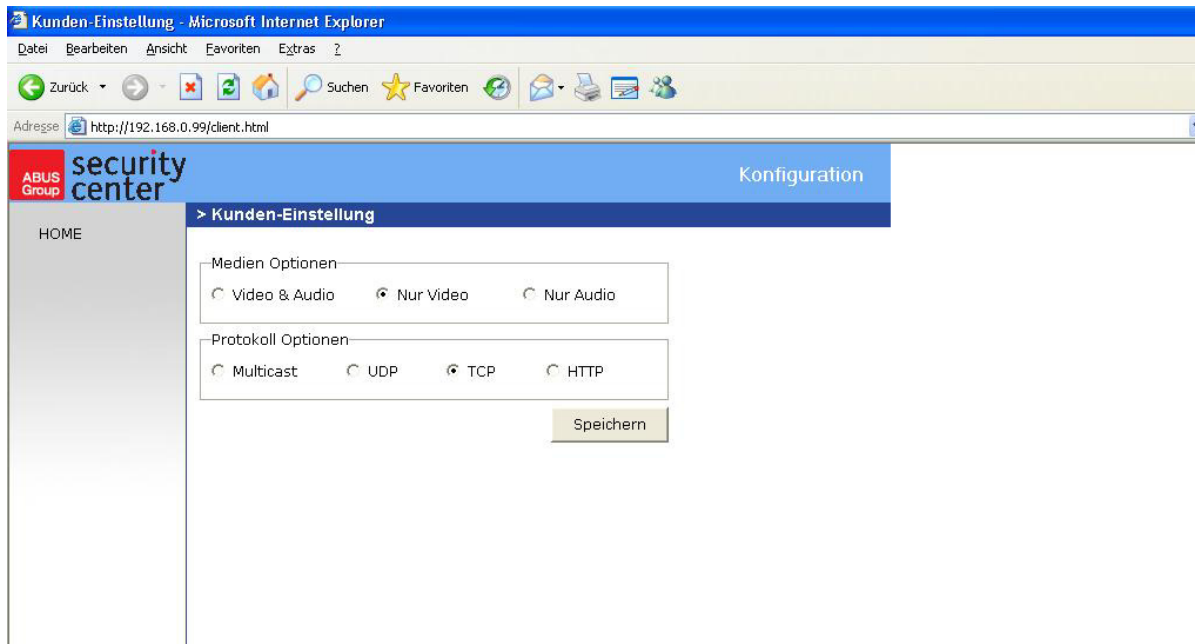 Kunden-Einstellung - Microsoft Internet Explorer
Datei Bearbeiten Ansicht Favoriten Extras ?
Zurück Suchen Favoriten
Adresse http://192.168.0.99/client.html
ABUS Group security center Konfiguration
> Kunden-Einstellung
HOME
Medien Optionen
Video & Audio Nur Video Nur Audio
Protokoll Optionen
Multicast UDP TCP HTTP
Speichern